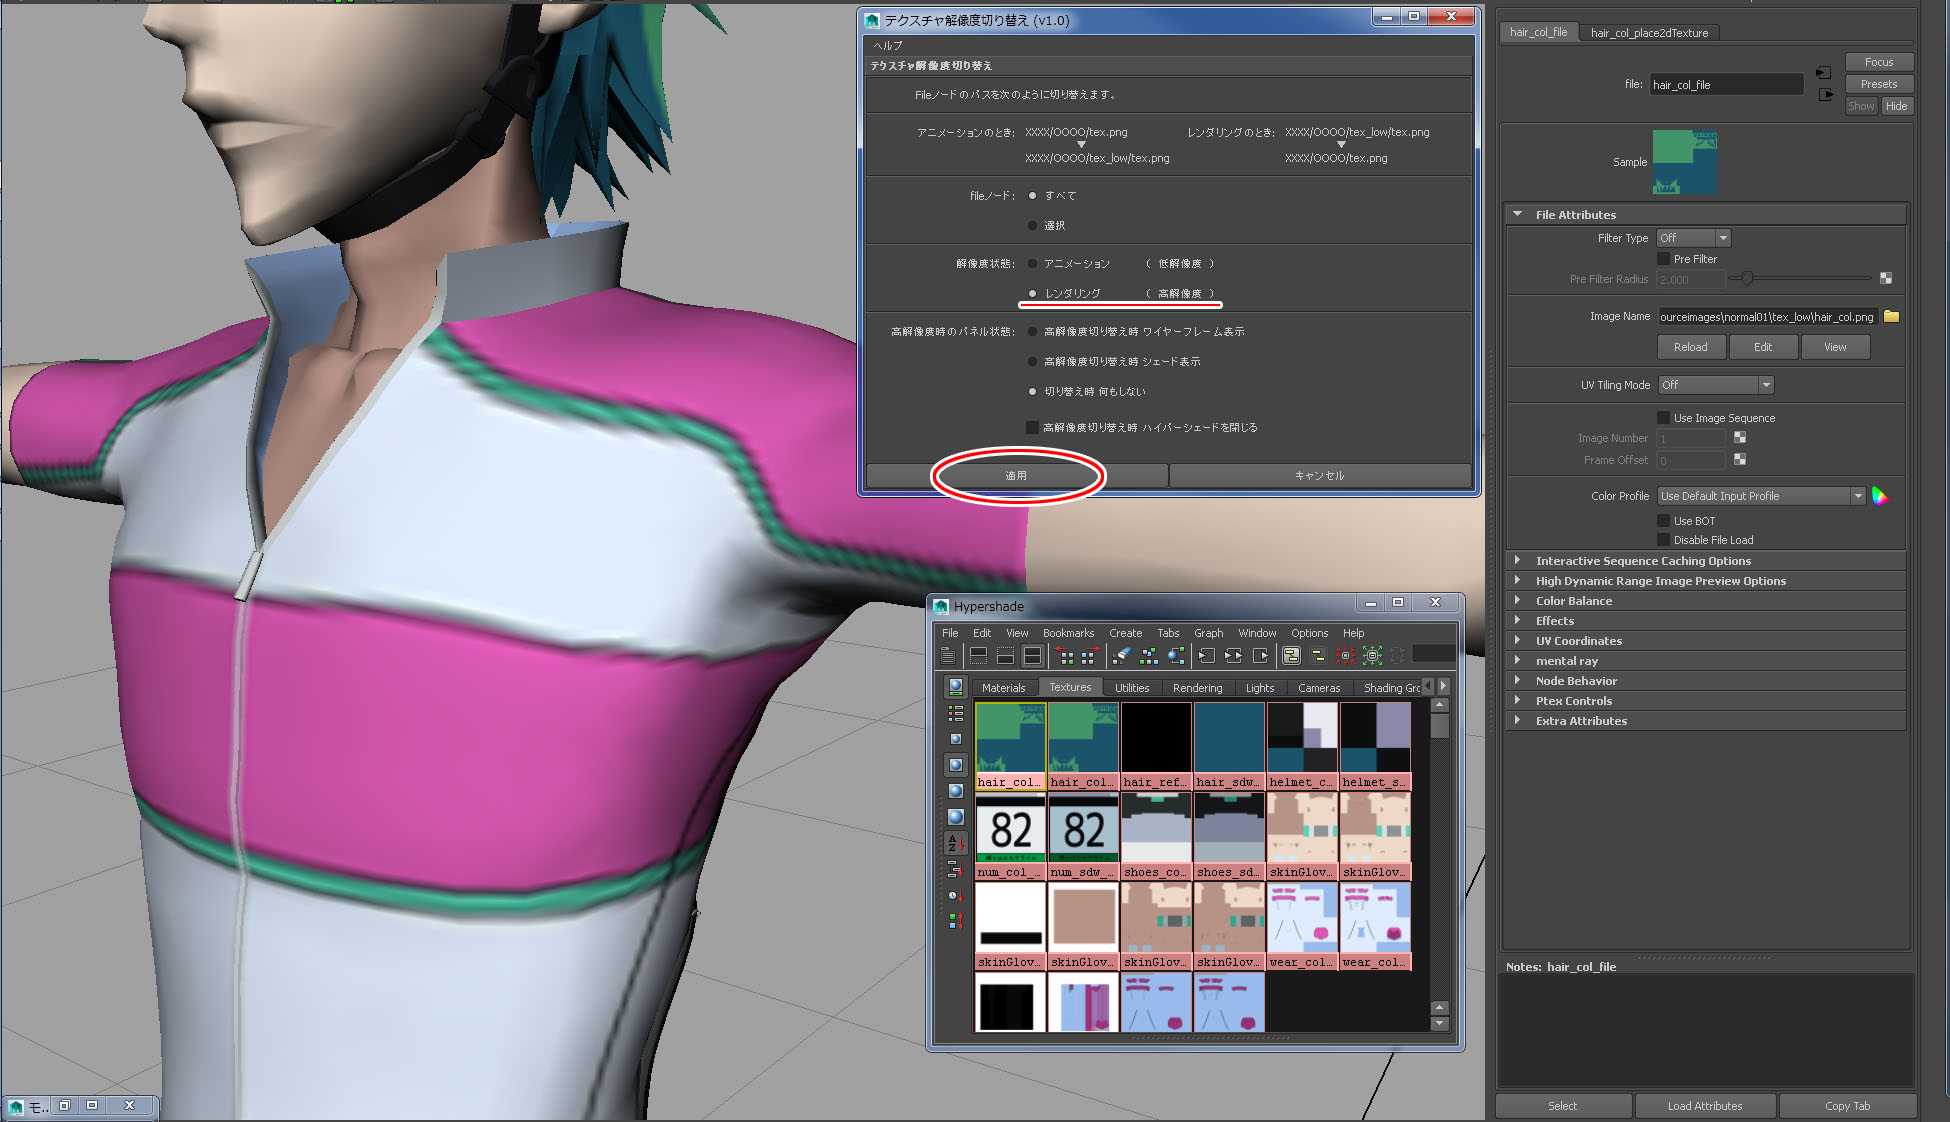 テクスチャ解像度切り替え (v1.0)
ヘルプ
テクスチャ解像度切り替え
Fileノードのパスを次のように切り替えます。
アニメーションのとき: XXXX/OOOO/tex.png
▼
XXXX/OOOO/tex_low/tex.png
レンダリングのとき: XXXX/OOOO/tex_low/tex.png
▼
XXXX/OOOO/tex.png
fileノード: すべて
選択
解像度状態: アニメーション ( 低解像度 )
レンダリング ( 高解像度 )
高解像度時のパネル状態: 高解像度切り替え時 ワイヤーフレーム表示
高解像度切り替え時 シェード表示
切り替え時 何もしない
高解像度切り替え時 ハイパーシェードを閉じる
適用 キャンセル
Hypershade
File Edit View Bookmarks Create Tabs Graph Window Options Help
Materials Textures Utilities Rendering Lights Cameras Shading Gro
hair_col... hair_col... hair_ref... hair_sdw... helmet_c... helmet_s...
82 82
num_col_... num_sdw_... shoes_co... shoes_sd... skinGlov... skinGlov...
skinGlov... skinGlov... skinGlov... skinGlov... wear_col... wear_col...
モ...
hair_col_file hair_col_place2dTexture
file: hair_col_file
Focus
Presets
Show Hide
Sample
File Attributes
Filter Type Off
Pre Filter
Pre Filter Radius 2.000
Image Name ourceimages\normal01\tex_low\hair_col.png
Reload Edit View
UV Tiling Mode Off
Use Image Sequence
Image Number 1
Frame Offset 0
Color Profile Use Default Input Profile
Use BOT
Disable File Load
Interactive Sequence Caching Options
High Dynamic Range Image Preview Options
Color Balance
Effects
UV Coordinates
mental ray
Node Behavior
Ptex Controls
Extra Attributes
Notes: hair_col_file
Select Load Attributes Copy Tab